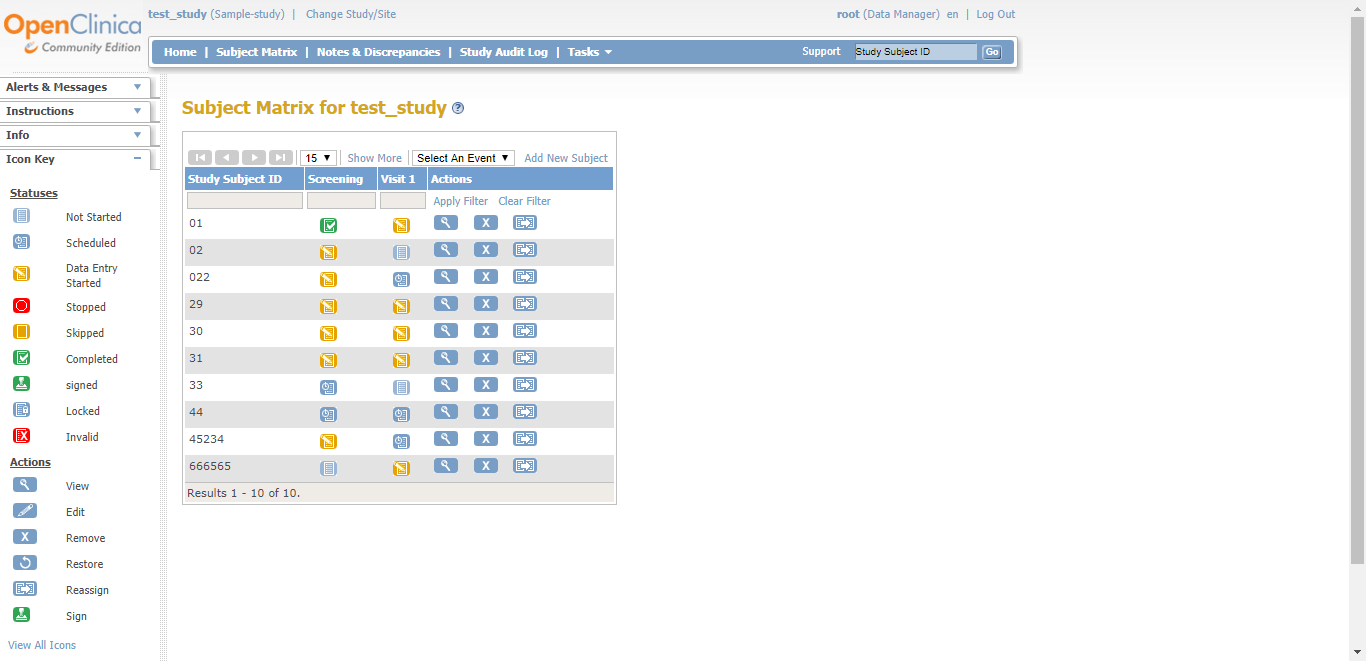 OpenClinica
Community Edition
test_study (Sample-study) | Change Study/Site
root (Data Manager) en | Log Out
Home | Subject Matrix | Notes & Discrepancies | Study Audit Log | Tasks
Support Study Subject ID Go
Alerts & Messages
Instructions
Info
Icon Key
Statuses
Not Started
Scheduled
Data Entry
Started
Stopped
Skipped
Completed
signed
Locked
Invalid
Actions
View
Edit
X Remove
Restore
Reassign
Sign
View All Icons
Subject Matrix for test_study ?
15 Show More Select An Event Add New Subject
Study Subject ID Screening Visit 1 Actions
Apply Filter Clear Filter
01 X
02 X
022 X
29 X
30 X
31 X
33 X
44 X
45234 X
666565 X
Results 1 - 10 of 10.